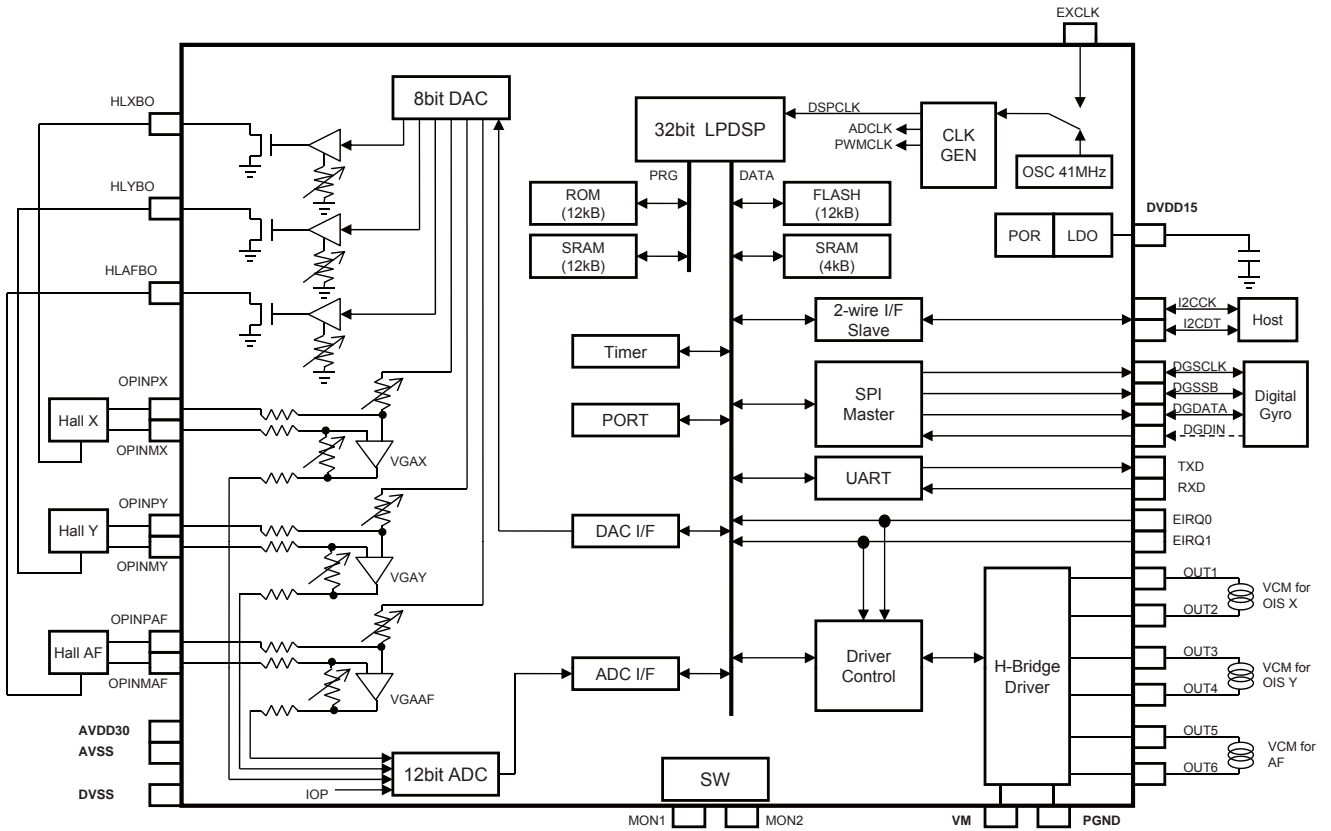 EXCLK
HLXBO
8bit DAC
32bit LPDSP
DSPCLK
ADCLK
PWMCLK
CLK
GEN
OSC 41MHz
PRG
DATA
HLYBO
ROM
(12kB)
FLASH
(12kB)
SRAM
(12kB)
SRAM
(4kB)
POR
LDO
DVDD15
HLAFBO
2-wire I/F
Slave
I2CCK
I2CDT
Host
Timer
OPINPX
Hall X
OPINMX
VGAX
PORT
SPI
Master
DGSCLK
DGSSB
DGDATA
DGDIN
Digital
Gyro
UART
TXD
RXD
OPINPY
Hall Y
OPINMY
VGAY
DAC I/F
EIRQ0
EIRQ1
OPINPAF
Hall AF
OPINMAF
VGAAF
ADC I/F
Driver
Control
H-Bridge
Driver
OUT1
OUT2
VCM for
OIS X
OUT3
OUT4
VCM for
OIS Y
OUT5
OUT6
VCM for
AF
AVDD30
AVSS
DVSS
12bit ADC
IOP
SW
MON1
MON2
VM
PGND